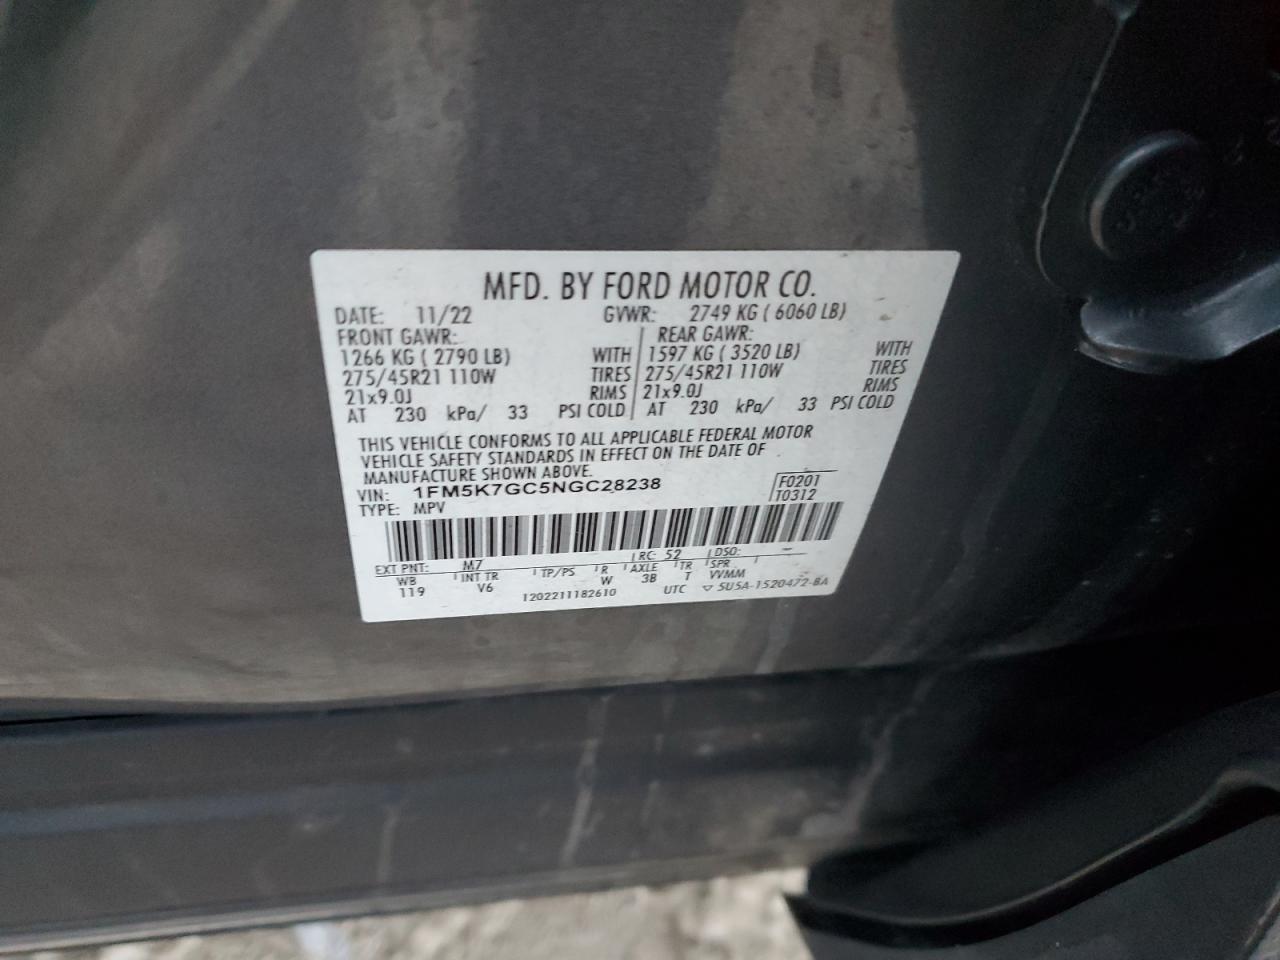 MFD. BY FORD MOTOR CO.
DATE: 11/22 GVWR: 2749 KG ( 6060 LB)
FRONT GAWR: REAR GAWR:
1266 KG ( 2790 LB) WITH 1597 KG ( 3520 LB) WITH
275/45R21 110W TIRES 275/45R21 110W TIRES
21x9.0J RIMS 21x9.0J RIMS
AT 230 kPa/ 33 PSI COLD AT 230 kPa/ 33 PSI COLD
THIS VEHICLE CONFORMS TO ALL APPLICABLE FEDERAL MOTOR
VEHICLE SAFETY STANDARDS IN EFFECT ON THE DATE OF
MANUFACTURE SHOWN ABOVE.
VIN: 1FM5K7GC5NGC28238 F0201
TYPE: MPV T0312
EXT PNT: M7 RC: 52 DSO: --
WB INT TR TP/PS R AXLE TR SPR
119 V6 W 3B T VVMM
1202211182610 UTC ▽ 5U5A-1520472-BA